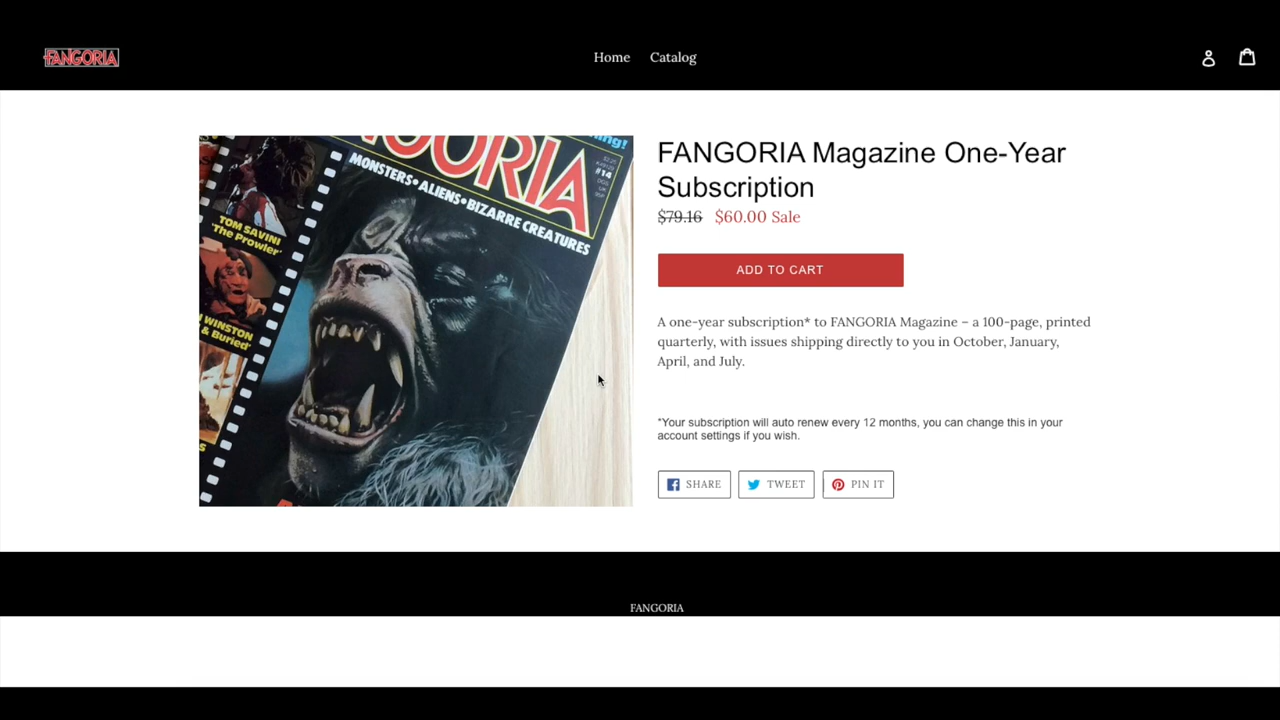 FANGORIA
Home Catalog
ning!
GORIA
#14
MONSTERS•ALIENS•BIZARRE CREATURES
TOM SAVINI
'The Prowler'
WINSTON
& Buried'
FANGORIA Magazine One-Year
Subscription
$79.16 $60.00 Sale
ADD TO CART
A one-year subscription* to FANGORIA Magazine – a 100-page, printed
quarterly, with issues shipping directly to you in October, January,
April, and July.
*Your subscription will auto renew every 12 months, you can change this in your
account settings if you wish.
SHARE TWEET PIN IT
FANGORIA